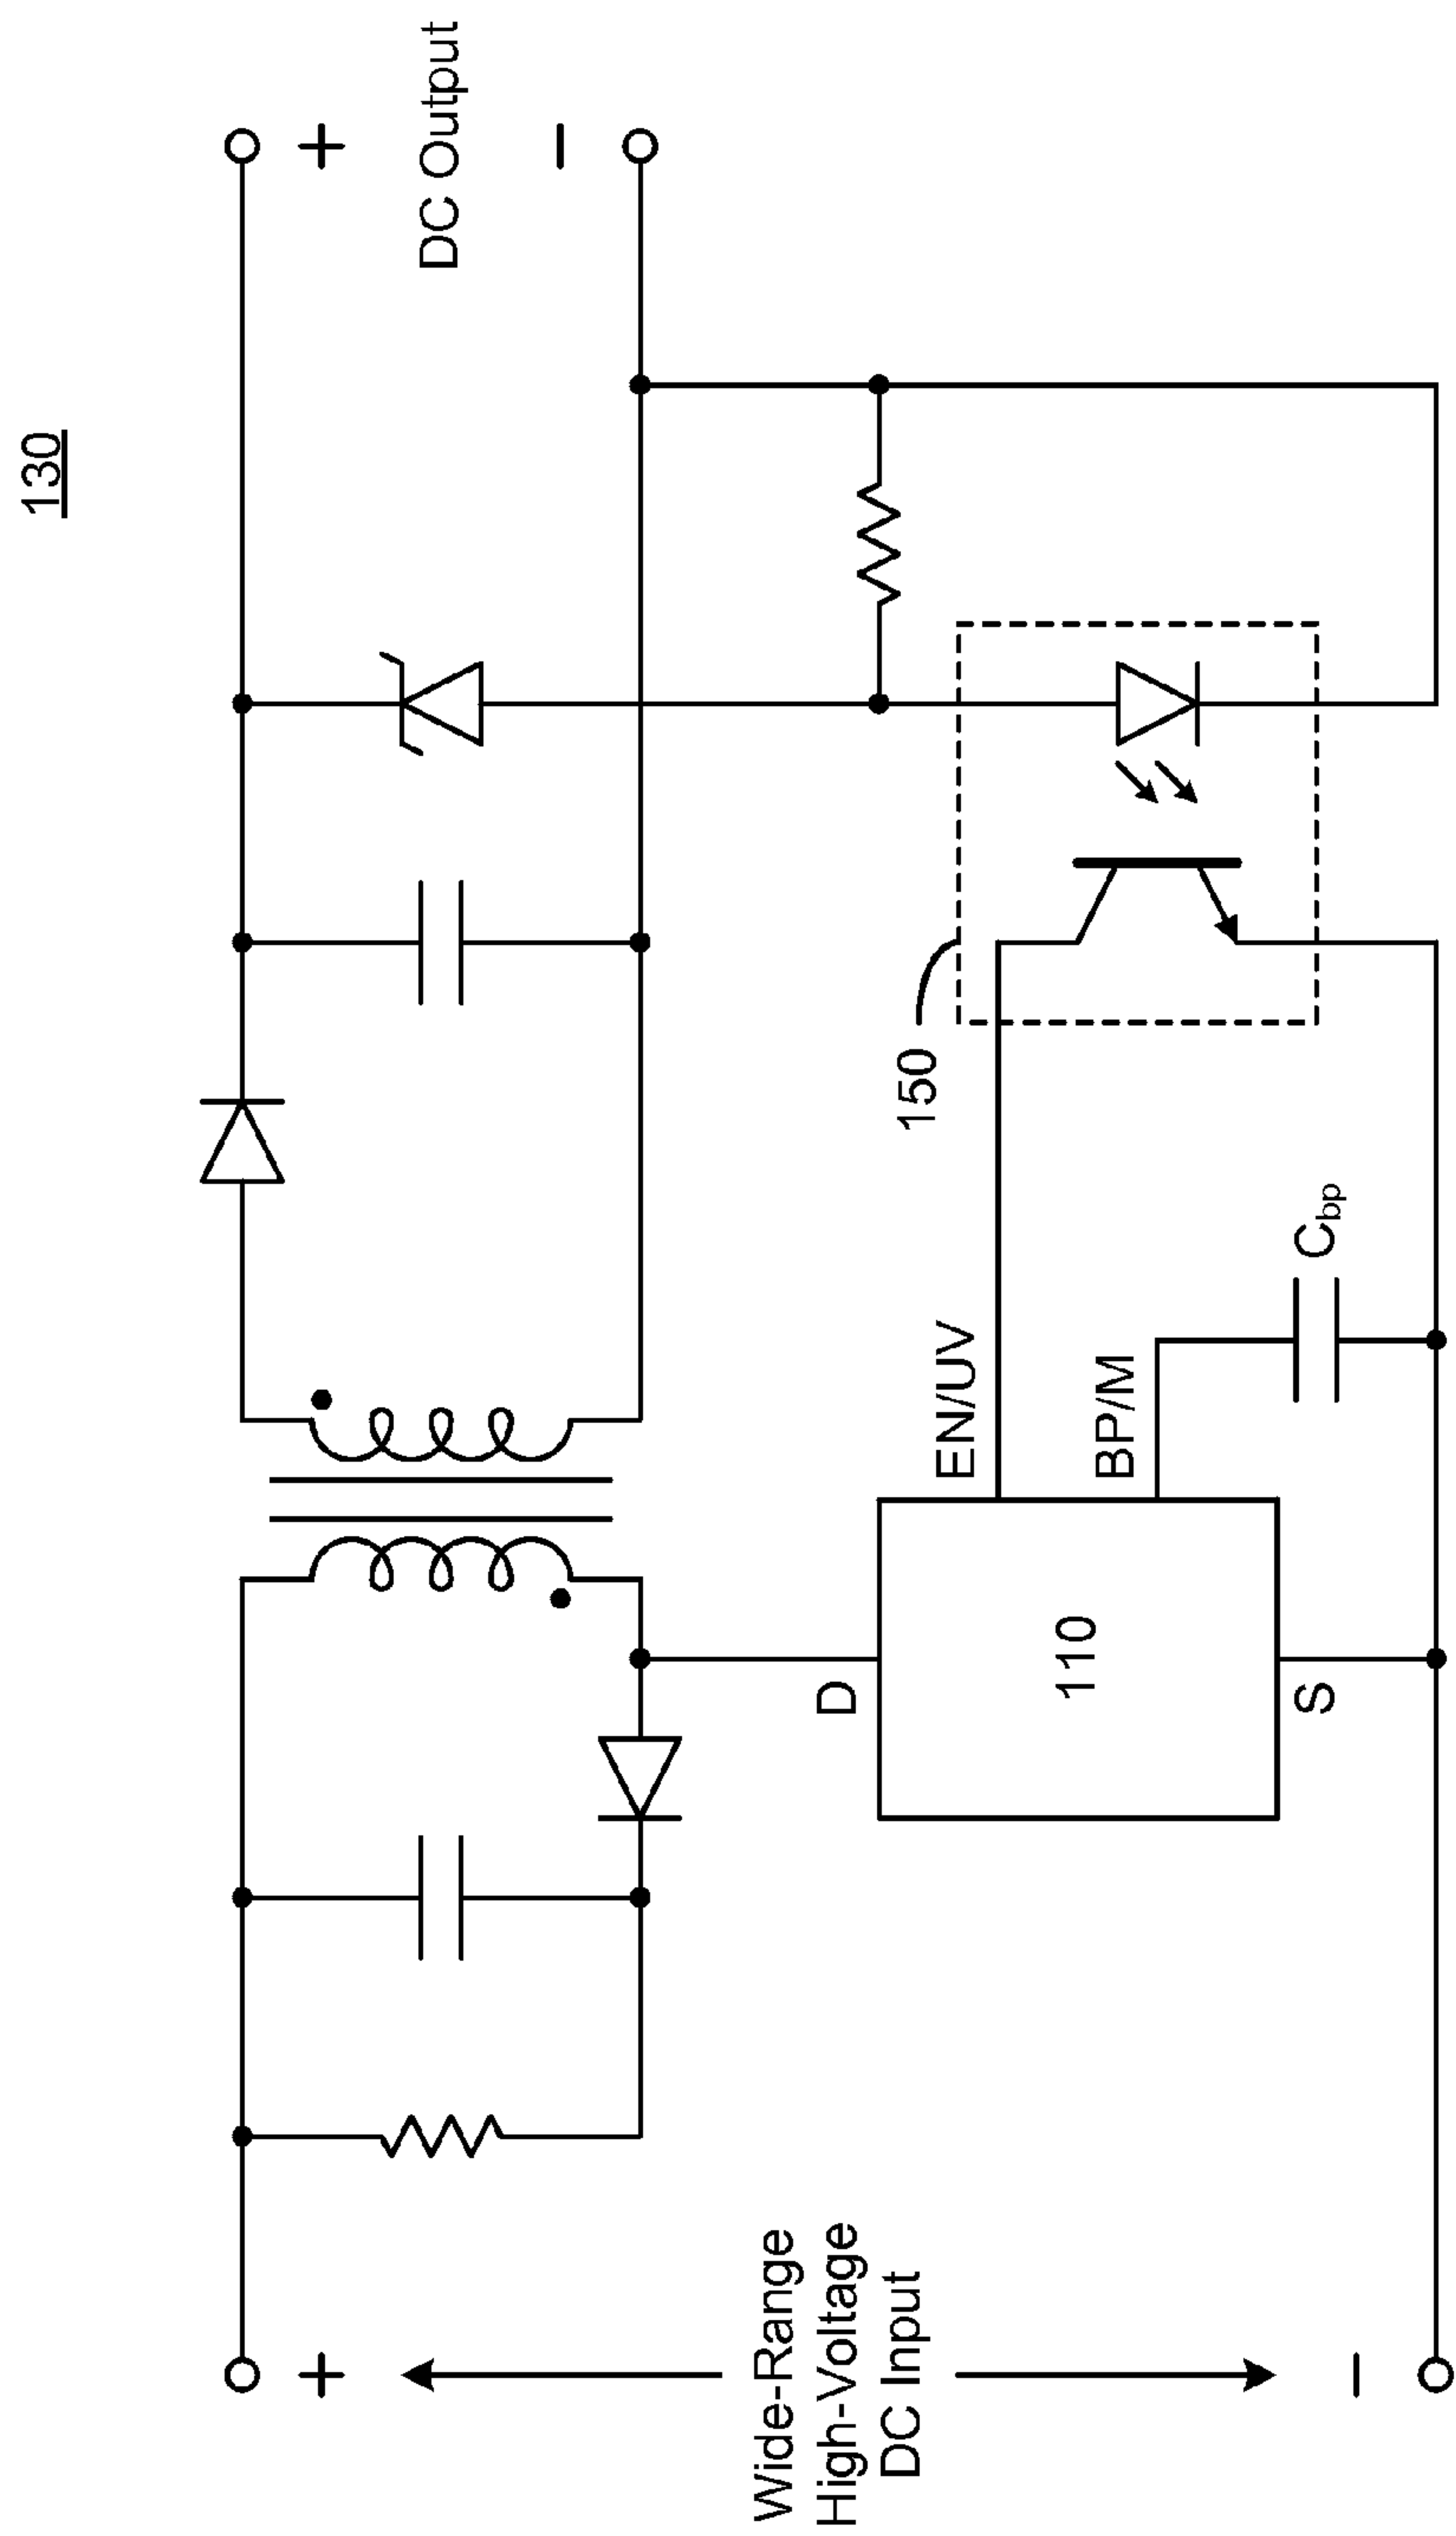 130
+
DC Output
−
150
EN/UV
BP/M
Cbp
D
110
S
+
Wide-Range
High-Voltage
DC Input
−